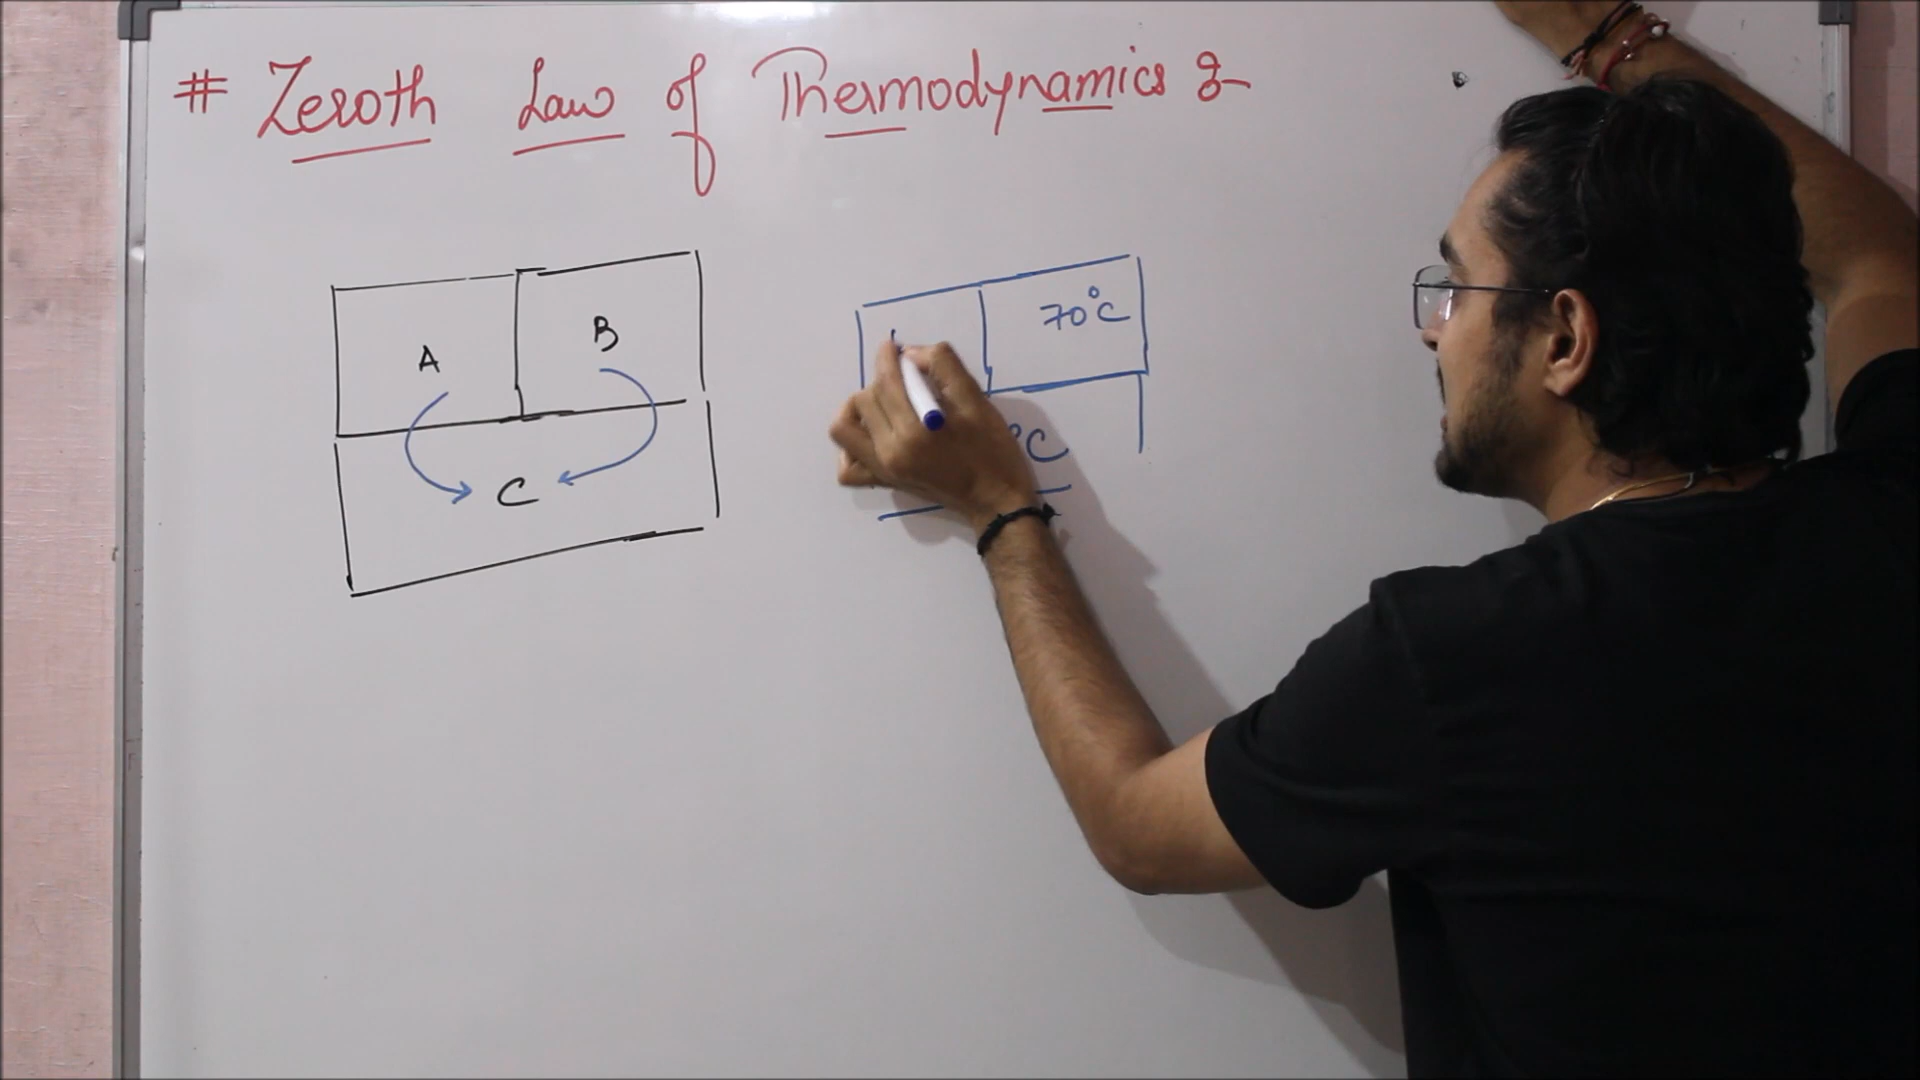 # Zeroth Law of Thermodynamics :-
A
B
C
70°C
°C